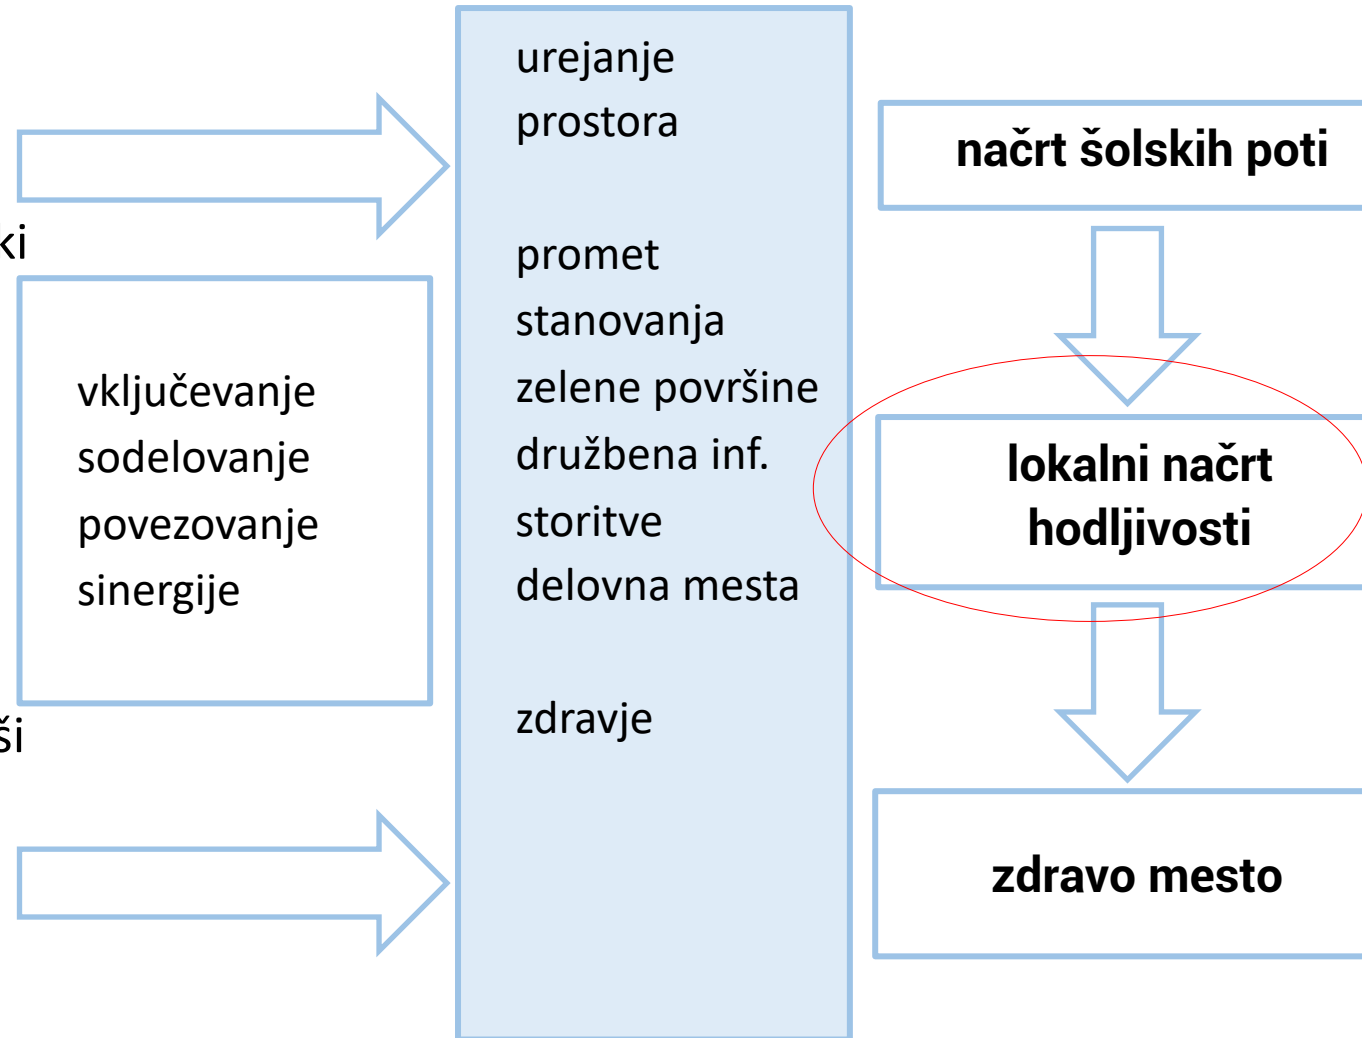 ki
vključevanje
sodelovanje
povezovanje
sinergije
ši
urejanje
prostora
promet
stanovanja
zelene površine
družbena inf.
storitve
delovna mesta
zdravje
načrt šolskih poti
lokalni načrt
hodljivosti
zdravo mesto